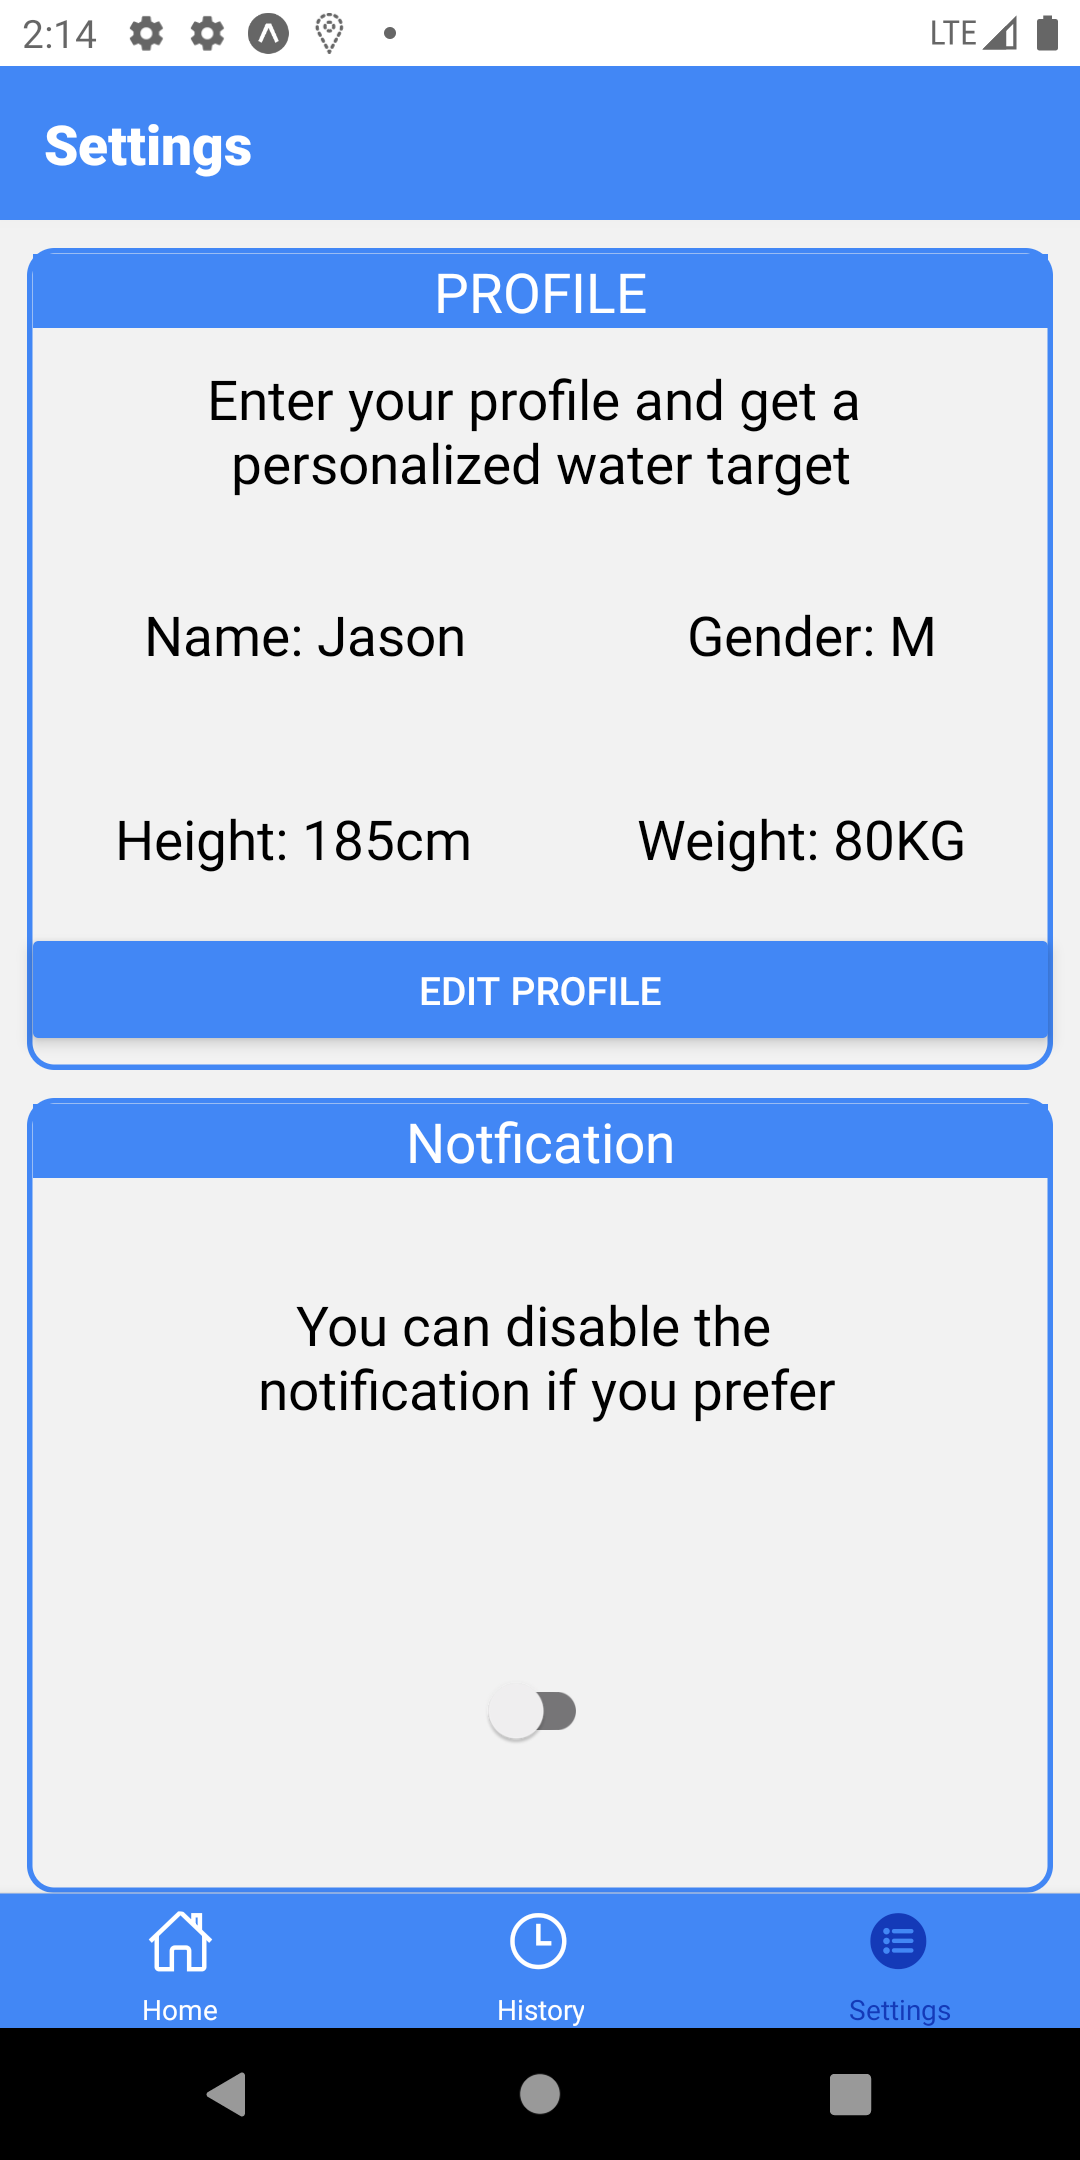 2:14 LTE
Settings
PROFILE
Enter your profile and get a
personalized water target
Name: Jason Gender: M
Height: 185cm Weight: 80KG
EDIT PROFILE
Notfication
You can disable the
notification if you prefer
Home History Settings